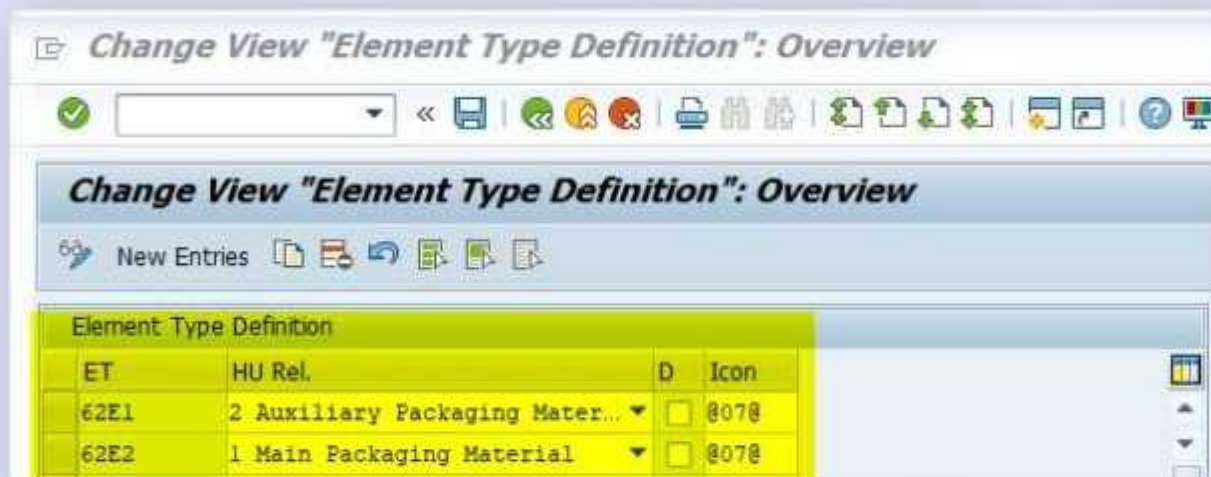 Change View "Element Type Definition": Overview
Change View "Element Type Definition": Overview
New Entries
Element Type Definition
ET HU Rel. D Icon
62E1 2 Auxiliary Packaging Mater... @07@
62E2 1 Main Packaging Material @07@